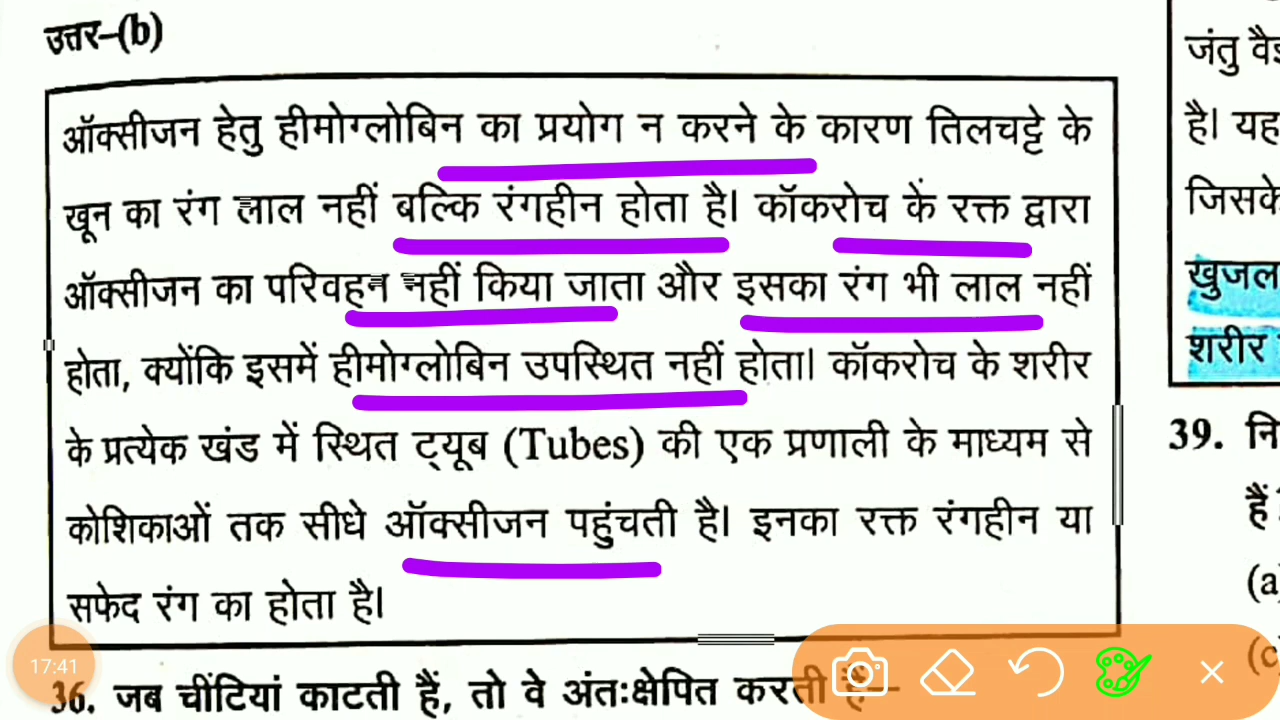 उत्तर–(b)
ऑक्सीजन हेतु हीमोग्लोबिन का प्रयोग न करने के कारण तिलचट्टे के
खून का रंग लाल नहीं बल्कि रंगहीन होता है। कॉकरोच के रक्त द्वारा
ऑक्सीजन का परिवहन नहीं किया जाता और इसका रंग भी लाल नहीं
होता, क्योंकि इसमें हीमोग्लोबिन उपस्थित नहीं होता। कॉकरोच के शरीर
के प्रत्येक खंड में स्थित ट्यूब (Tubes) की एक प्रणाली के माध्यम से
कोशिकाओं तक सीधे ऑक्सीजन पहुंचती है। इनका रक्त रंगहीन या
सफेद रंग का होता है।
36. जब चींटियां काटती हैं, तो वे अंतःक्षेपित करती हैं–
17:41
जंतु
है। यह
जिसके
शरीर
39.
हैं
(a)
(c)